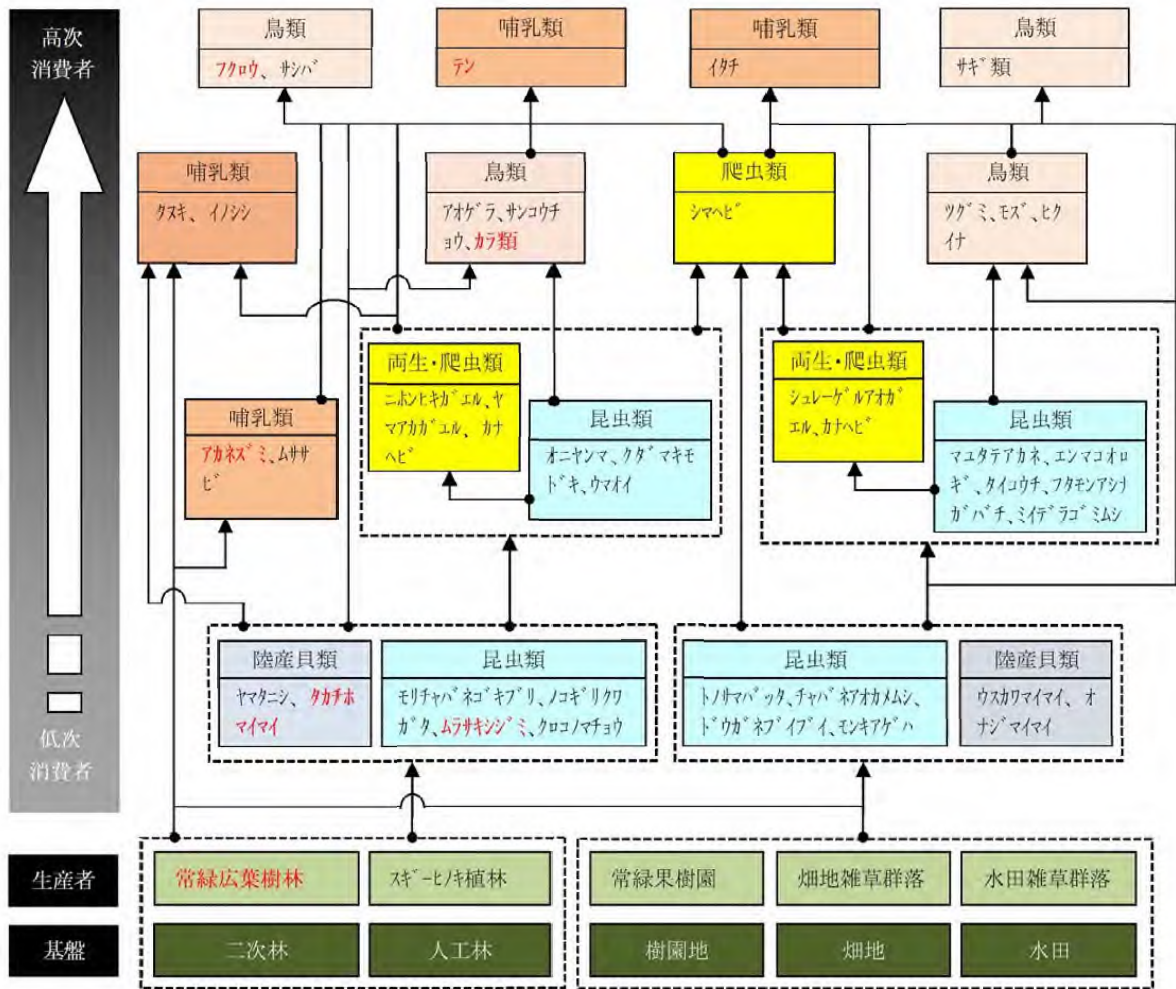 高次
消費者
鳥類
フクロウ、サシバ
哺乳類
テン
哺乳類
イタチ
鳥類
サギ類
哺乳類
タヌキ、イノシシ
鳥類
アオゲラ、サンコウチ
ョウ、カラ類
爬虫類
シマヘビ
鳥類
ツグミ、モズ、ヒク
イナ
哺乳類
アカネズミ、ムササ
ビ
両生・爬虫類
ニホンヒキガエル、ヤ
マアカガエル、カナ
ヘビ
昆虫類
オニヤンマ、クダマキモ
ドキ、ウマオイ
両生・爬虫類
シュレーゲルアオガ
エル、カナヘビ
昆虫類
マユタテアカネ、エンマコオロ
ギ、タイコウチ、フタモンアシナ
ガバチ、ミイデラゴミムシ
陸産貝類
ヤマタニシ、タカチホ
マイマイ
昆虫類
モリチャバネゴキブリ、ノコギリクワ
ガタ、ムラサキシジミ、クロコノマチョウ
昆虫類
トノサマバッタ、チャバネアオカメムシ、
ドウガネブイブイ、モンキアゲハ
陸産貝類
ウスカワマイマイ、オ
ナジマイマイ
低次
消費者
生産者
常緑広葉樹林
スギーヒノキ植林
常緑果樹園
畑地雑草群落
水田雑草群落
基盤
二次林
人工林
樹園地
畑地
水田